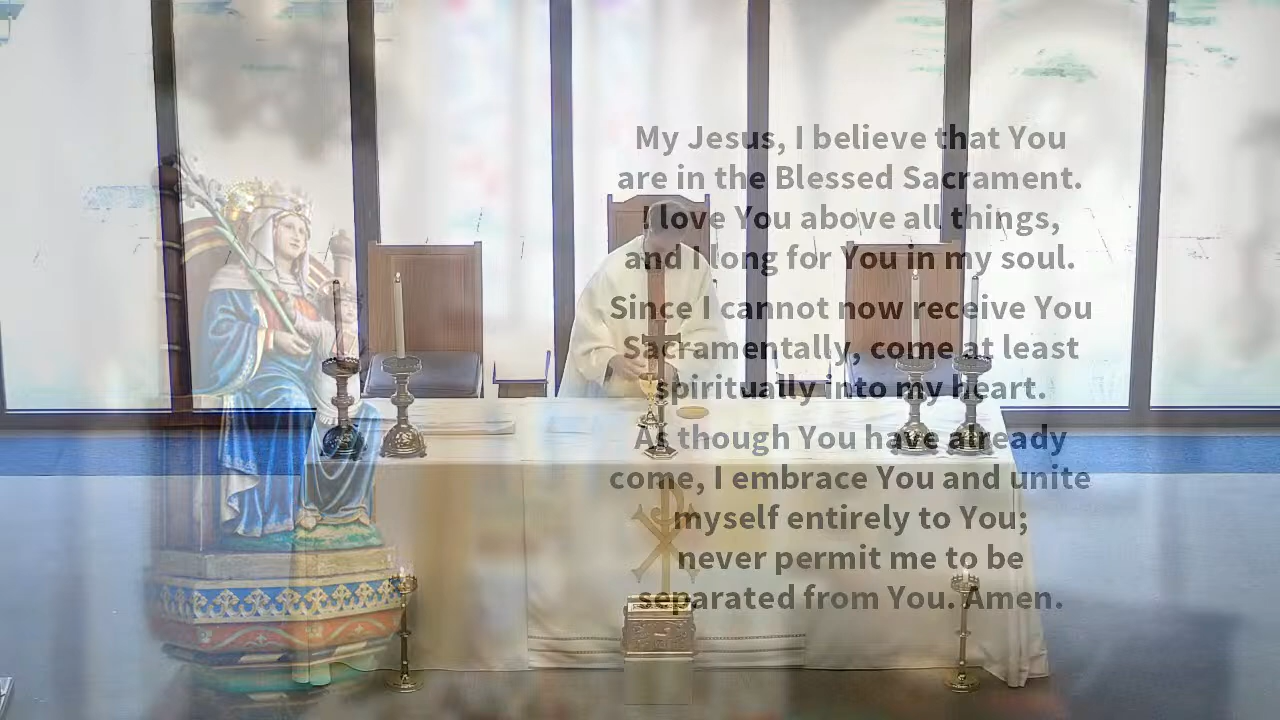 My Jesus, I believe that You
are in the Blessed Sacrament.
I love You above all things,
and I long for You in my soul.
Since I cannot now receive You
Sacramentally, come at least
spiritually into my heart.
As though You have already
come, I embrace You and unite
myself entirely to You;
never permit me to be
separated from You. Amen.